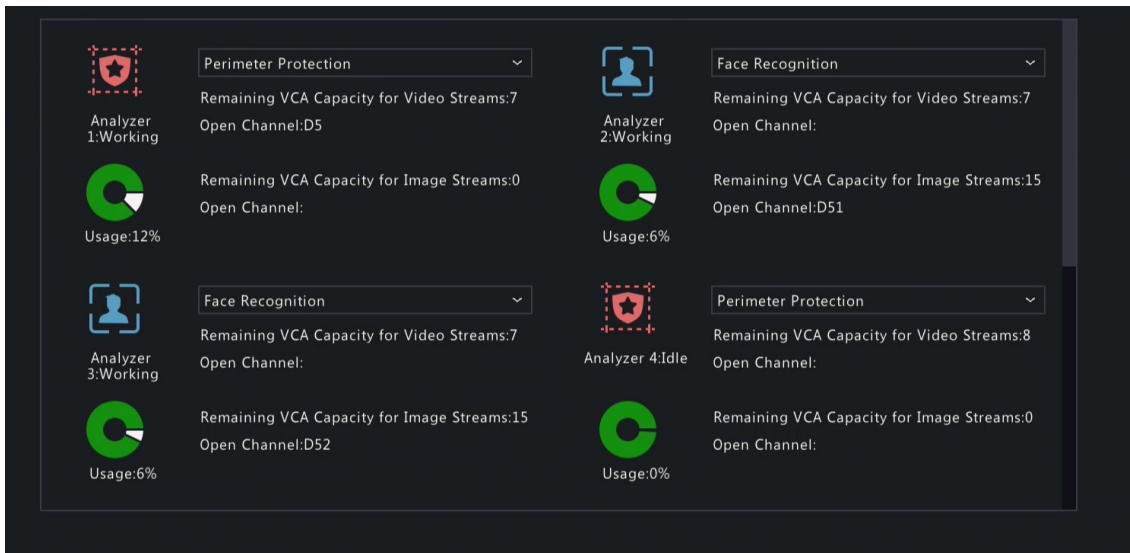 Perimeter Protection
Remaining VCA Capacity for Video Streams:7
Open Channel:D5
Analyzer
1:Working
Remaining VCA Capacity for Image Streams:0
Open Channel:
Usage:12%
Face Recognition
Remaining VCA Capacity for Video Streams:7
Open Channel:
Analyzer
2:Working
Remaining VCA Capacity for Image Streams:15
Open Channel:D51
Usage:6%
Face Recognition
Remaining VCA Capacity for Video Streams:7
Open Channel:
Analyzer
3:Working
Remaining VCA Capacity for Image Streams:15
Open Channel:D52
Usage:6%
Perimeter Protection
Remaining VCA Capacity for Video Streams:8
Open Channel:
Analyzer 4:Idle
Remaining VCA Capacity for Image Streams:0
Open Channel:
Usage:0%